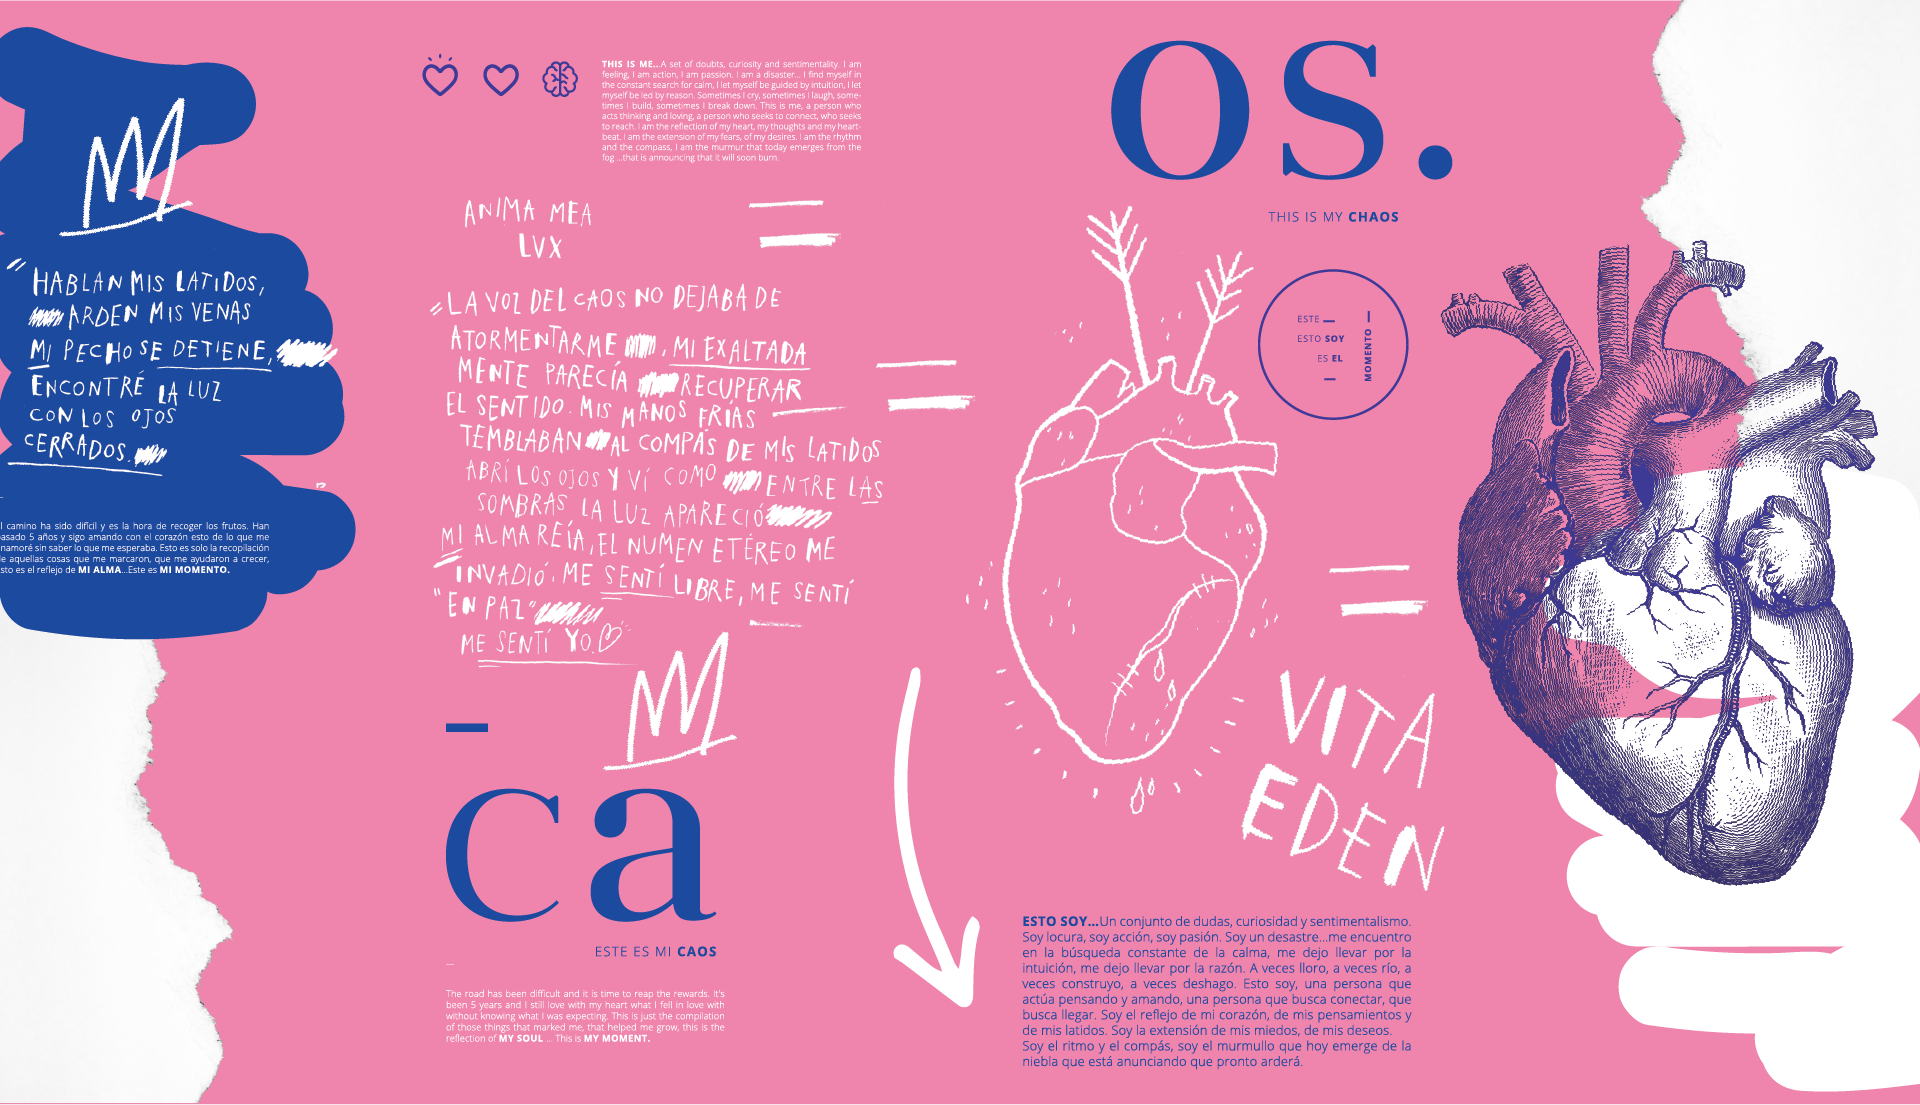 " HABLAN MIS LATIDOS,
ARDEN MIS VENAS
MI PECHO SE DETIENE,
ENCONTRÉ LA LUZ
CON LOS OJOS
CERRADOS.
l camino ha sido difícil y es la hora de recoger los frutos. Han
asado 5 años y sigo amando con el corazón esto de lo que me
namoré sin saber lo que me esperaba. Esto es solo la recopilación
e aquellas cosas que me marcaron, que me ayudaron a crecer,
sto es el reflejo de MI ALMA...Este es MI MOMENTO.
THIS IS ME...A set of doubts, curiosity and sentimentality. I am
feeling, I am action, I am passion. I am a disaster... I find myself in
the constant search for calm, I let myself be guided by intuition, I let
myself be led by reason. Sometimes I cry, sometimes I laugh, some-
times I build, sometimes I break down. This is me, a person who
acts thinking and loving, a person who seeks to connect, who seeks
to reach. I am the reflection of my heart, my thoughts and my heart-
beat. I am the extension of my fears, of my desires. I am the rhythm
and the compass, I am the murmur that today emerges from the
fog ...that is announcing that it will soon burn.
ANIMA MEA
LVX
"LA VOZ DEL CAOS NO DEJABA DE
ATORMENTARME , MI EXALTADA
MENTE PARECÍA RECUPERAR
EL SENTIDO. MIS MANOS FRÍAS
TEMBLABAN AL COMPÁS DE MIS LATIDOS
ABRÍ LOS OJOS Y VÍ COMO ENTRE LAS
SOMBRAS LA LUZ APARECIÓ
MI ALMA REÍA, EL NUMEN ETÉREO ME
INVADIÓ. ME SENTÍ LIBRE, ME SENTÍ
"EN PAZ"
ME SENTÍ YO.
ca
ESTE ES MI CAOS
The road has been difficult and it is time to reap the rewards. It's
been 5 years and I still love with my heart what I fell in love with
without knowing what I was expecting. This is just the compilation
of those things that marked me, that helped me grow, this is the
reflection of MY SOUL ... This is MY MOMENT.
os.
THIS IS MY CHAOS
ESTE
ESTO SOY
ES EL
MOMENTO
VITA
EDEN
ESTO SOY...Un conjunto de dudas, curiosidad y sentimentalismo.
Soy locura, soy acción, soy pasión. Soy un desastre...me encuentro
en la búsqueda constante de la calma, me dejo llevar por la
intuición, me dejo llevar por la razón. A veces lloro, a veces río, a
veces construyo, a veces deshago. Esto soy, una persona que
actúa pensando y amando, una persona que busca conectar, que
busca llegar. Soy el reflejo de mi corazón, de mis pensamientos y
de mis latidos. Soy la extensión de mis miedos, de mis deseos.
Soy el ritmo y el compás, soy el murmullo que hoy emerge de la
niebla que está anunciando que pronto arderá.